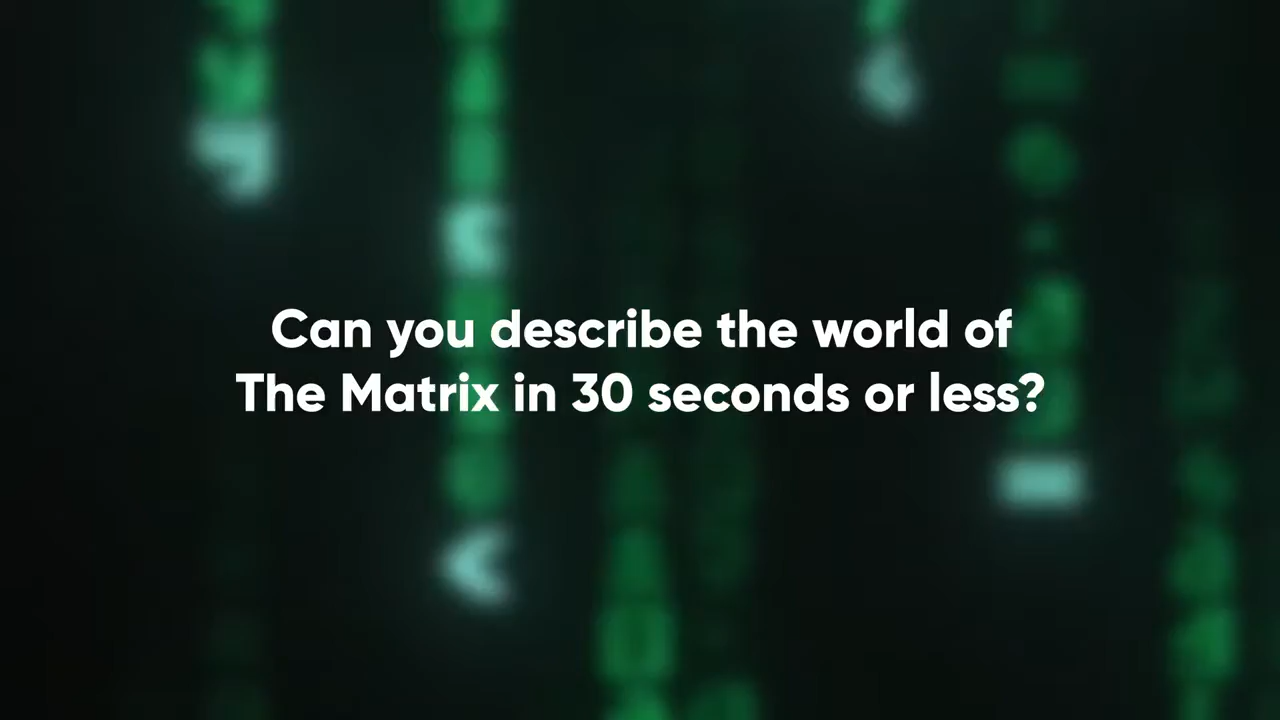 Can you describe the world of
The Matrix in 30 seconds or less?